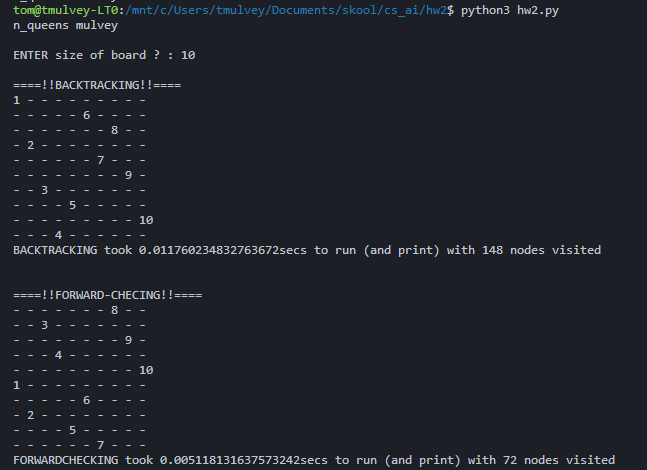 tom@tmulvey-LT0:/mnt/c/Users/tmulvey/Documents/skool/cs_ai/hw2$ python3 hw2.py
n_queens mulvey
ENTER size of board ? : 10
====!!BACKTRACKING!!====
1 - - - - - - - - -
- - - - - 6 - - - -
- - - - - - - 8 - -
- 2 - - - - - - - -
- - - - - - 7 - - -
- - - - - - - - 9 -
- - 3 - - - - - - -
- - - - 5 - - - - -
- - - - - - - - - 10
- - - 4 - - - - - -
BACKTRACKING took 0.011760234832763672secs to run (and print) with 148 nodes visited
====!!FORWARD-CHECING!!====
- - - - - - - 8 - -
- - 3 - - - - - - -
- - - - - - - - 9 -
- - - 4 - - - - - -
- - - - - - - - - 10
1 - - - - - - - - -
- - - - - 6 - - - -
- 2 - - - - - - - -
- - - - 5 - - - - -
- - - - - - 7 - - -
FORWARDCHECKING took 0.005118131637573242secs to run (and print) with 72 nodes visited